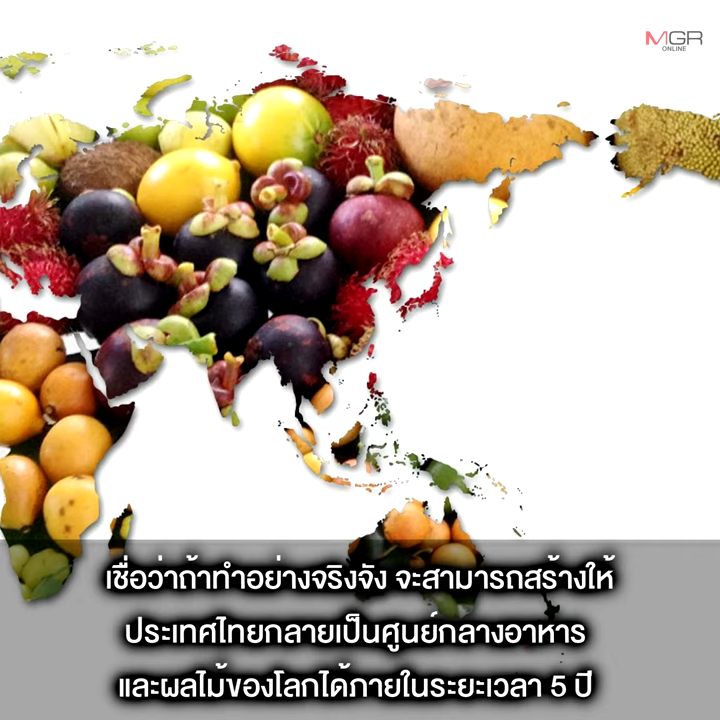 MGR
ONLINE
เชื่อว่าถ้าทำอย่างจริงจัง จะสามารถสร้างให้
ประเทศไทยกลายเป็นศูนย์กลางอาหาร
และผลไม้ของโลกได้ภายในระยะเวลา 5 ปี